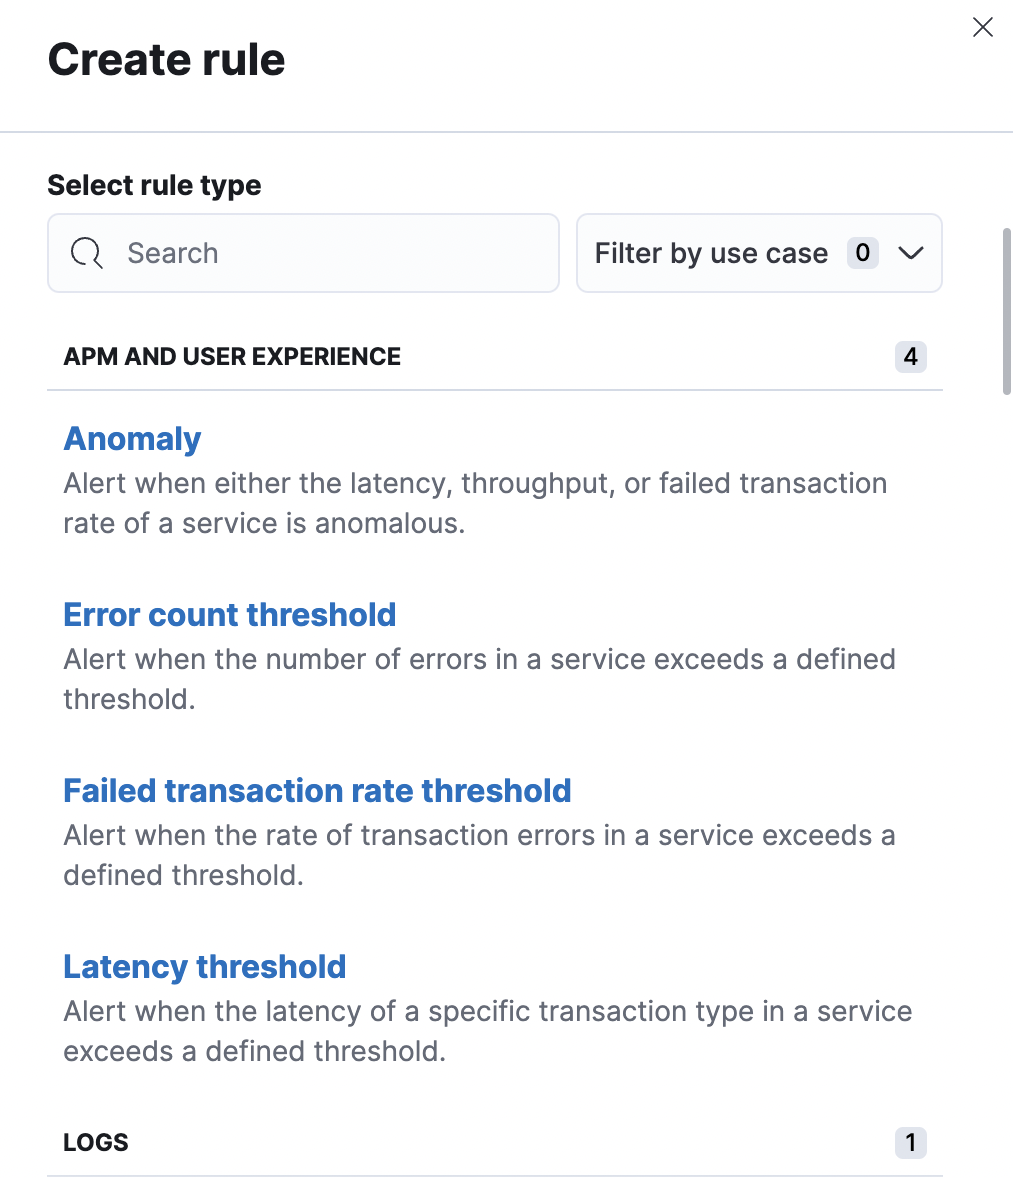 Create rule
Select rule type
Search
Filter by use case 0
APM AND USER EXPERIENCE 4
Anomaly
Alert when either the latency, throughput, or failed transaction
rate of a service is anomalous.
Error count threshold
Alert when the number of errors in a service exceeds a defined
threshold.
Failed transaction rate threshold
Alert when the rate of transaction errors in a service exceeds a
defined threshold.
Latency threshold
Alert when the latency of a specific transaction type in a service
exceeds a defined threshold.
LOGS 1